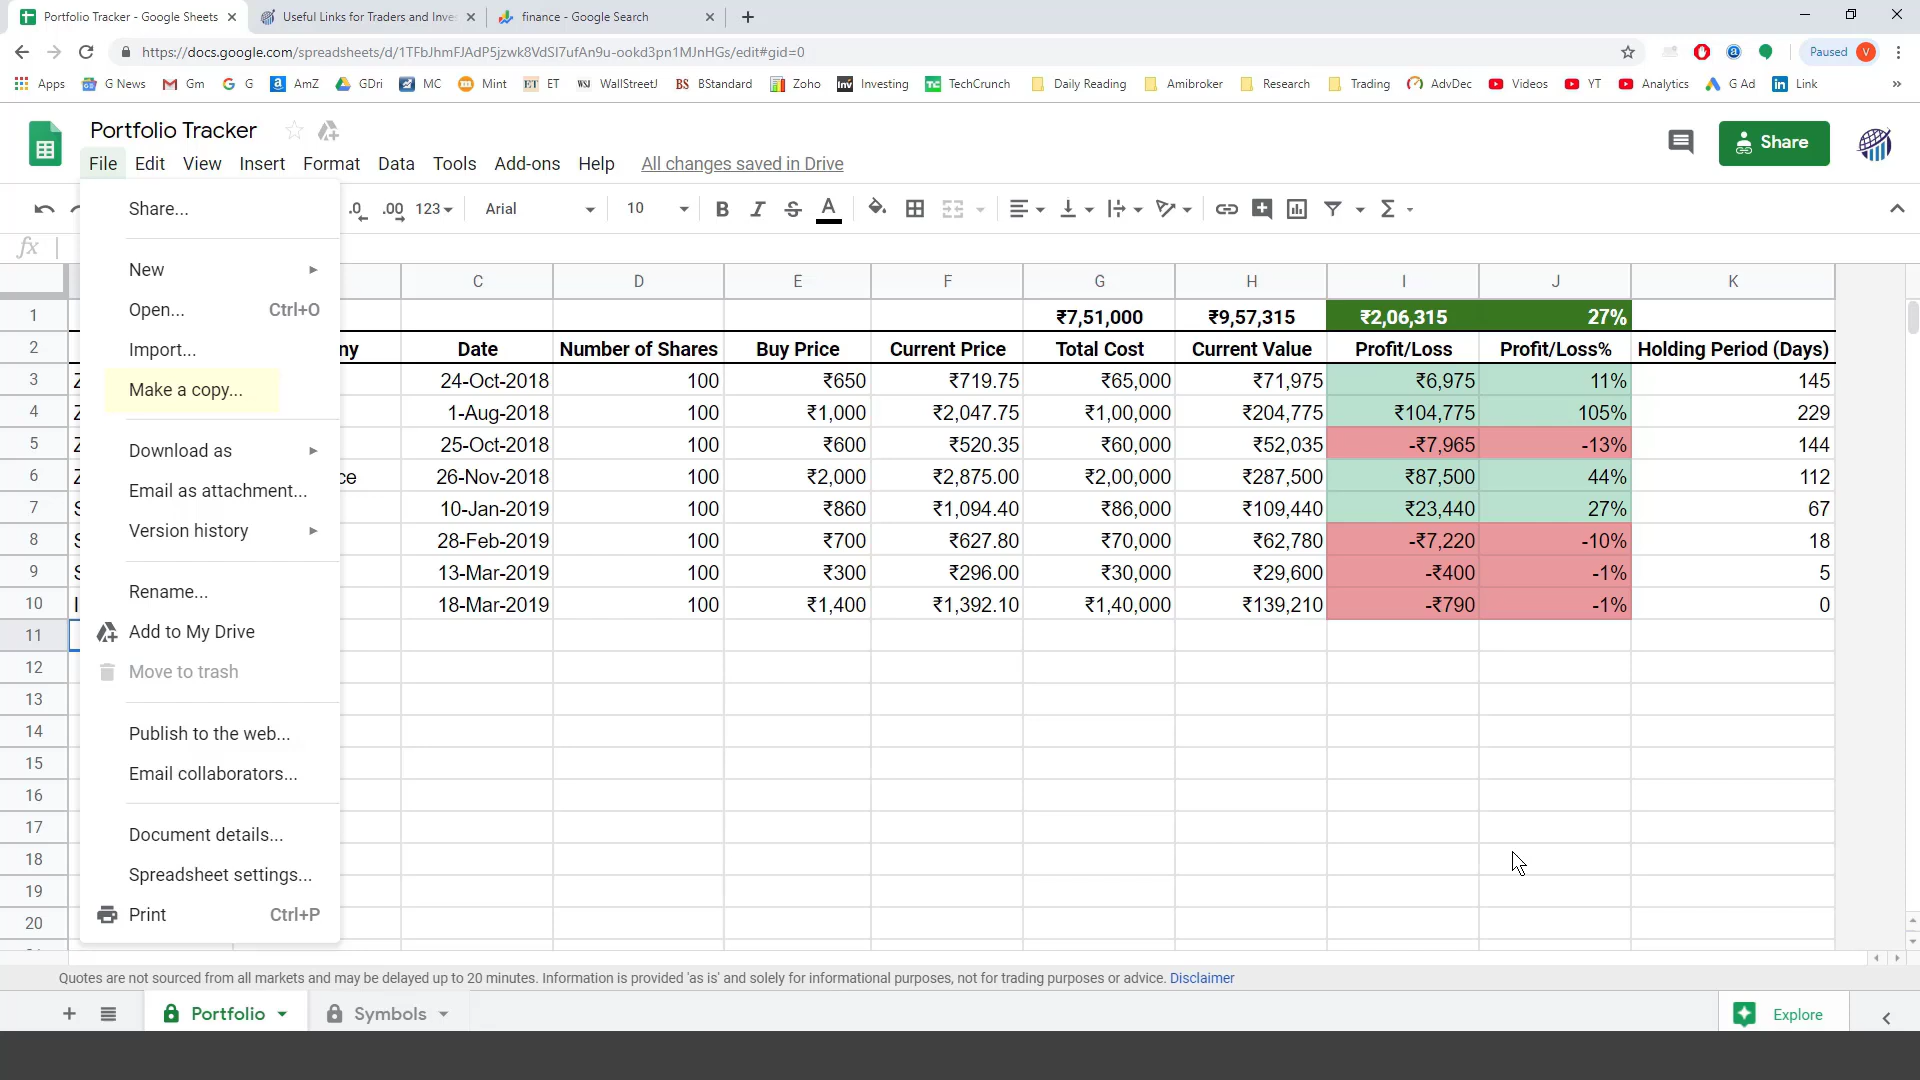 Portfolio Tracker - Google Sheets
Useful Links for Traders and Inve
finance - Google Search
https://docs.google.com/spreadsheets/d/1TFbJhmFJAdP5jzwk8VdSI7ufAn9u-ookd3pn1MJnHGs/edit#gid=0
Paused V
Apps G News Gm G AmZ GDri MC Mint ET ET WSJ WallStreetJ BS BStandard Zoho Inv Investing TC TechCrunch Daily Reading Amibroker Research Trading AdvDec Videos YT Analytics G Ad Link »
Portfolio Tracker
Share
File Edit View Insert Format Data Tools Add-ons Help All changes saved in Drive
.0 .00 123 Arial 10 B I S A Σ
fx
Share...
New
Open... Ctrl+O
Import...
Make a copy...
Download as
Email as attachment...
Version history
Rename...
Add to My Drive
Move to trash
Publish to the web...
Email collaborators...
Document details...
Spreadsheet settings...
Print Ctrl+P
C D E F G H I J K
1 ₹7,51,000 ₹9,57,315 ₹2,06,315 27%
2 ny Date Number of Shares Buy Price Current Price Total Cost Current Value Profit/Loss Profit/Loss% Holding Period (Days)
3 Z 24-Oct-2018 100 ₹650 ₹719.75 ₹65,000 ₹71,975 ₹6,975 11% 145
4 Z 1-Aug-2018 100 ₹1,000 ₹2,047.75 ₹1,00,000 ₹204,775 ₹104,775 105% 229
5 Z 25-Oct-2018 100 ₹600 ₹520.35 ₹60,000 ₹52,035 -₹7,965 -13% 144
6 Z ce 26-Nov-2018 100 ₹2,000 ₹2,875.00 ₹2,00,000 ₹287,500 ₹87,500 44% 112
7 S 10-Jan-2019 100 ₹860 ₹1,094.40 ₹86,000 ₹109,440 ₹23,440 27% 67
8 S 28-Feb-2019 100 ₹700 ₹627.80 ₹70,000 ₹62,780 -₹7,220 -10% 18
9 S 13-Mar-2019 100 ₹300 ₹296.00 ₹30,000 ₹29,600 -₹400 -1% 5
10 I 18-Mar-2019 100 ₹1,400 ₹1,392.10 ₹1,40,000 ₹139,210 -₹790 -1% 0
11
12
13
14
15
16
17
18
19
20
Quotes are not sourced from all markets and may be delayed up to 20 minutes. Information is provided 'as is' and solely for informational purposes, not for trading purposes or advice. Disclaimer
Portfolio Symbols Explore